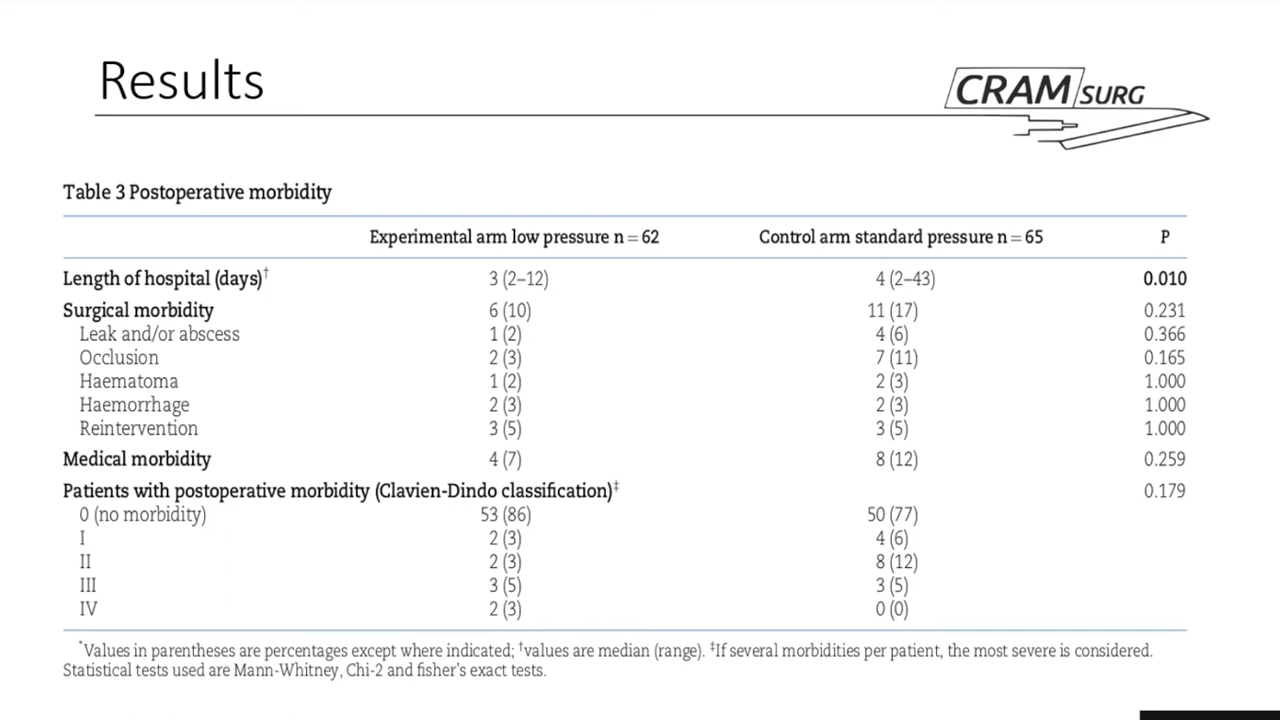 Results
CRAM SURG
Table 3 Postoperative morbidity
Experimental arm low pressure n = 62 Control arm standard pressure n = 65 P
Length of hospital (days)† 3 (2–12) 4 (2–43) 0.010
Surgical morbidity 6 (10) 11 (17) 0.231
Leak and/or abscess 1 (2) 4 (6) 0.366
Occlusion 2 (3) 7 (11) 0.165
Haematoma 1 (2) 2 (3) 1.000
Haemorrhage 2 (3) 2 (3) 1.000
Reintervention 3 (5) 3 (5) 1.000
Medical morbidity 4 (7) 8 (12) 0.259
Patients with postoperative morbidity (Clavien-Dindo classification)‡ 0.179
0 (no morbidity) 53 (86) 50 (77)
I 2 (3) 4 (6)
II 2 (3) 8 (12)
III 3 (5) 3 (5)
IV 2 (3) 0 (0)
*Values in parentheses are percentages except where indicated; †values are median (range). ‡If several morbidities per patient, the most severe is considered.
Statistical tests used are Mann-Whitney, Chi-2 and fisher's exact tests.